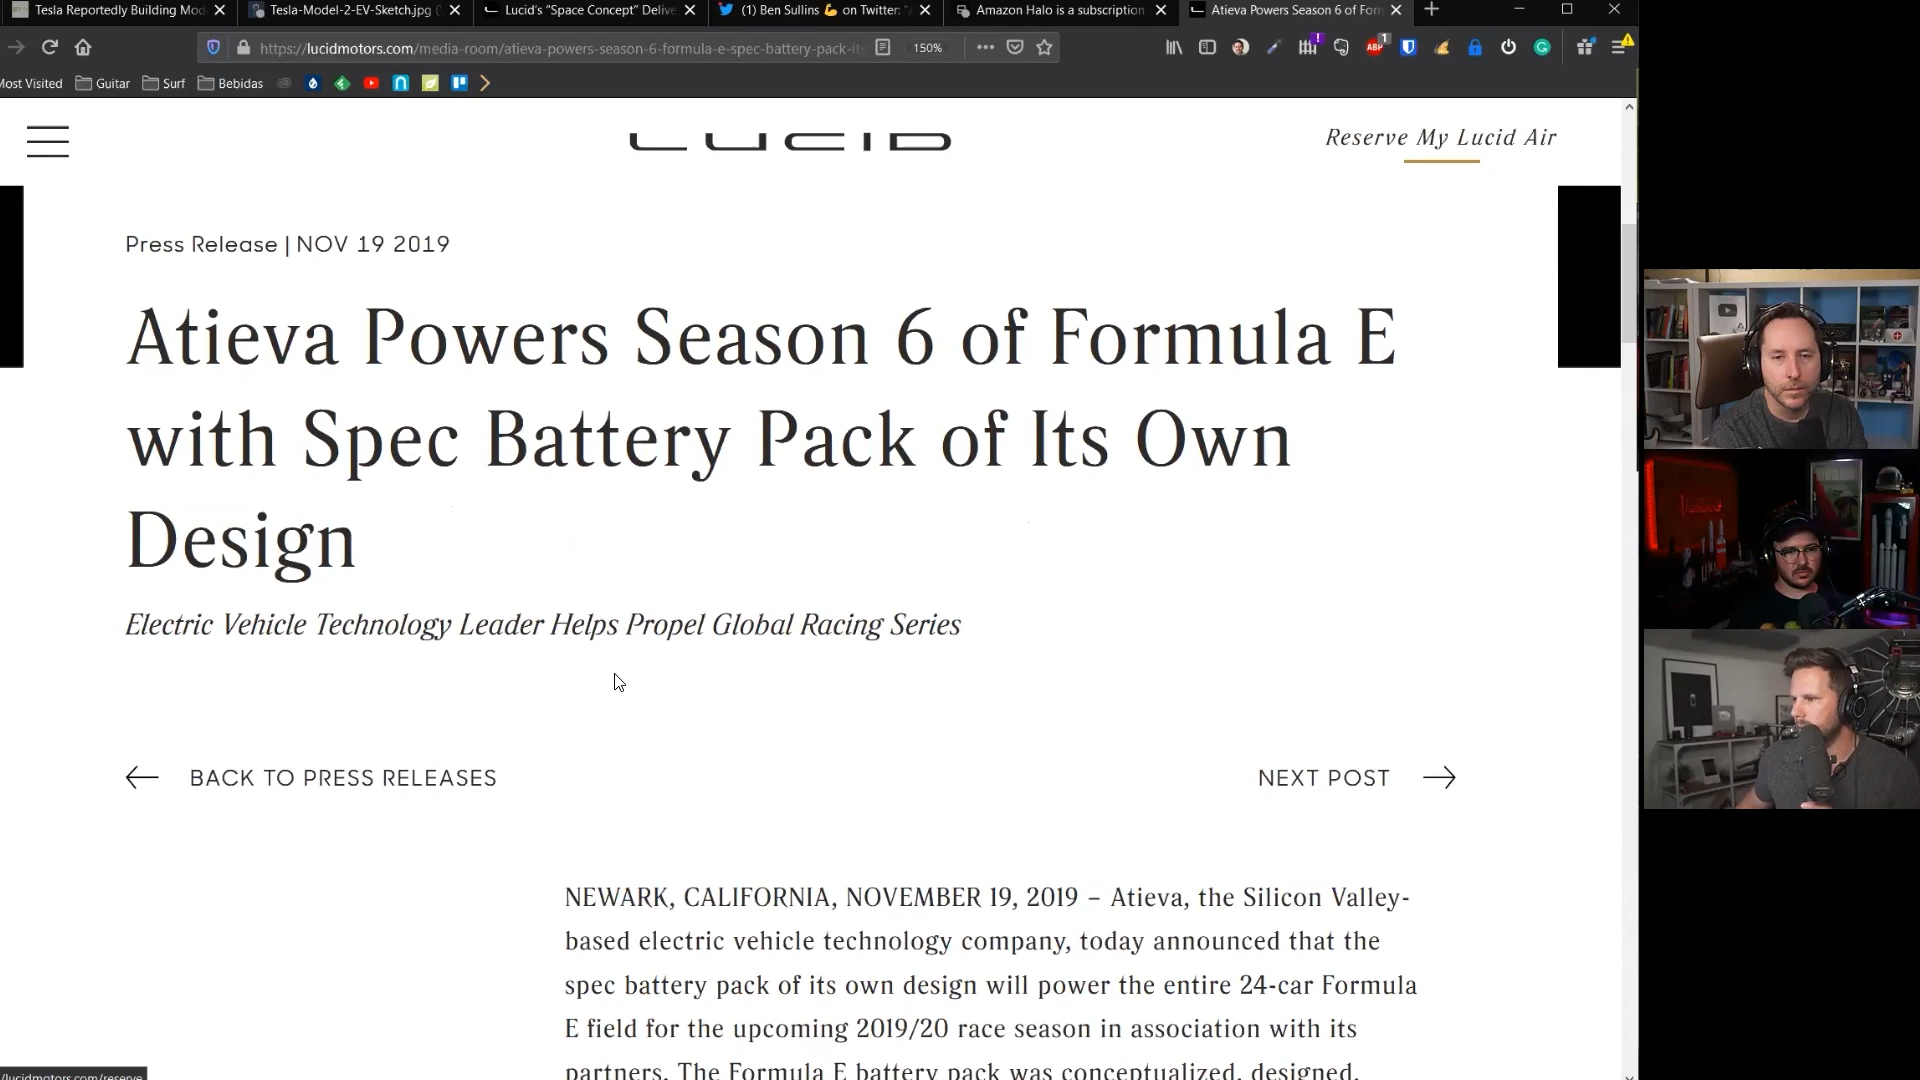 Tesla Reportedly Building Mod
Tesla-Model-2-EV-Sketch.jpg (
Lucid's "Space Concept" Delive
(1) Ben Sullins 💪 on Twitter: "
Amazon Halo is a subscription
Atieva Powers Season 6 of Form
https://lucidmotors.com/media-room/atieva-powers-season-6-formula-e-spec-battery-pack-its
150%
Most Visited
Guitar
Surf
Bebidas
LUCID
Reserve My Lucid Air
Press Release | NOV 19 2019
Atieva Powers Season 6 of Formula E
with Spec Battery Pack of Its Own
Design
Electric Vehicle Technology Leader Helps Propel Global Racing Series
BACK TO PRESS RELEASES
NEXT POST
NEWARK, CALIFORNIA, NOVEMBER 19, 2019 – Atieva, the Silicon Valley-
based electric vehicle technology company, today announced that the
spec battery pack of its own design will power the entire 24-car Formula
E field for the upcoming 2019/20 race season in association with its
partners. The Formula E battery pack was conceptualized, designed,
/lucidmotors.com/reserve